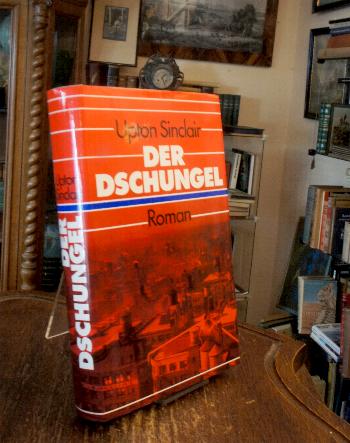 Upton Sinclair
DER
DSCHUNGEL
Roman
Upton
Sinclair
DER
DSCHUNGEL